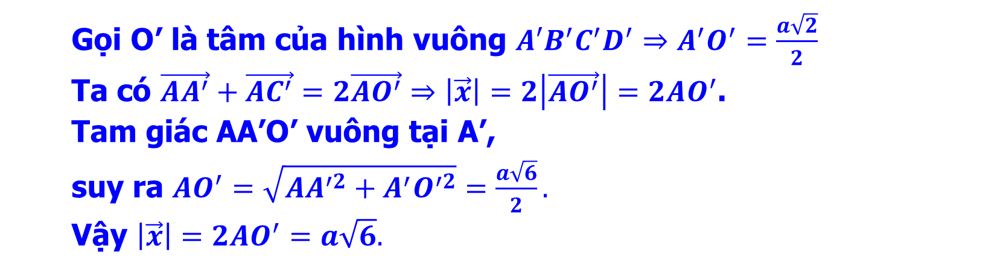 Gọi O’ là tâm của hình vuông $A'B'C'D' \Rightarrow A'O' = \frac{a\sqrt{2}}{2}$
Ta có $\overrightarrow{AA'} + \overrightarrow{AC'} = 2\overrightarrow{AO'} \Rightarrow |\vec{x}| = 2|\overrightarrow{AO'}| = 2AO'$.
Tam giác AA’O’ vuông tại A’,
suy ra $AO' = \sqrt{AA'^2 + A'O'^2} = \frac{a\sqrt{6}}{2}$.
Vậy $|\vec{x}| = 2AO' = a\sqrt{6}$.